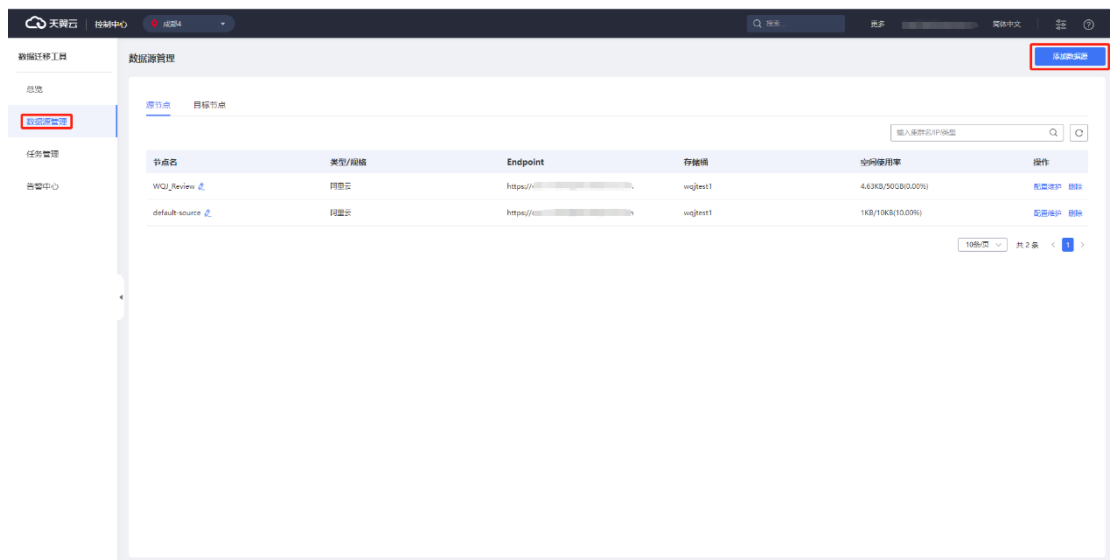 天翼云 控制中心 成都4 搜索... 更多 简体中文
数据迁移工具
总览
数据源管理
任务管理
告警中心
数据源管理 添加数据源
源节点 目标节点
输入集群名/IP/类型
节点名 类型/规格 Endpoint 存储桶 空间使用率 操作
WQJ_Review 阿里云 https:// wqjtest1 4.63KB/50GB(0.00%) 配置维护 删除
default-source 阿里云 https:// wqjtest1 1KB/10KB(10.00%) 配置维护 删除
10条/页 共 2 条 < 1 >